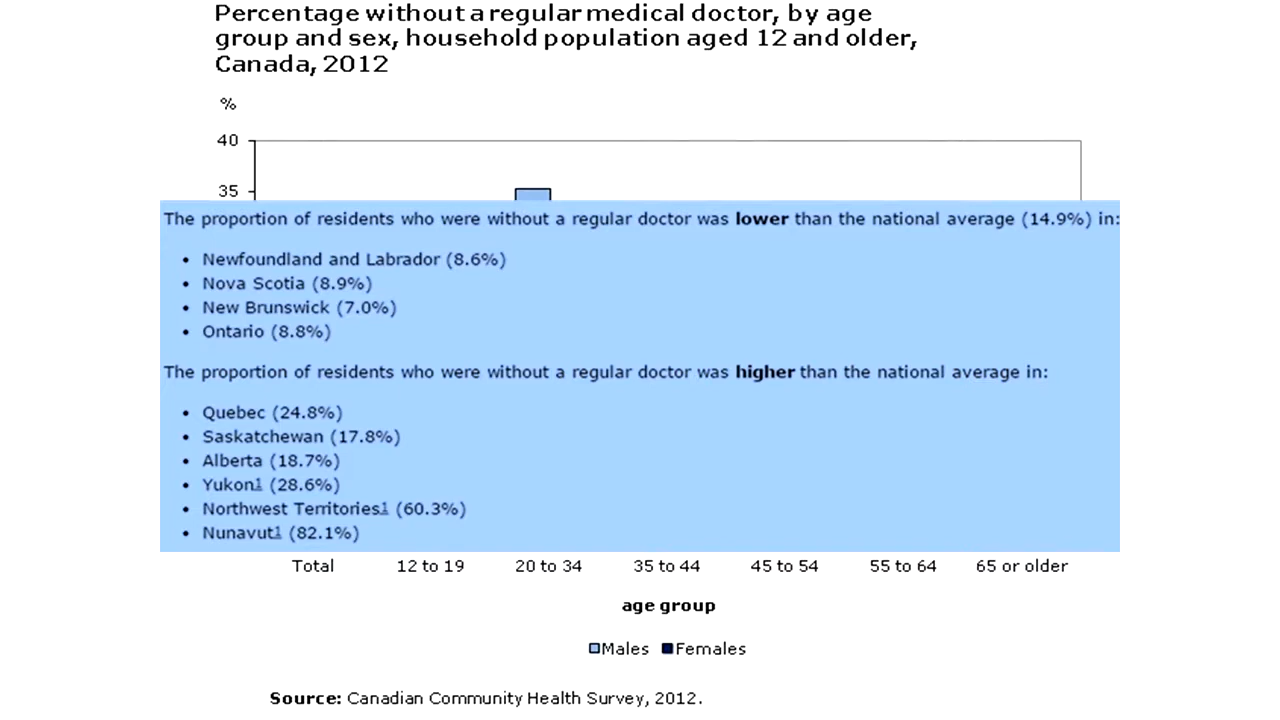 Percentage without a regular medical doctor, by age
group and sex, household population aged 12 and older,
Canada, 2012
%
40
35
The proportion of residents who were without a regular doctor was lower than the national average (14.9%) in:
• Newfoundland and Labrador (8.6%)
• Nova Scotia (8.9%)
• New Brunswick (7.0%)
• Ontario (8.8%)
The proportion of residents who were without a regular doctor was higher than the national average in:
• Quebec (24.8%)
• Saskatchewan (17.8%)
• Alberta (18.7%)
• Yukon1 (28.6%)
• Northwest Territories1 (60.3%)
• Nunavut1 (82.1%)
Total 12 to 19 20 to 34 35 to 44 45 to 54 55 to 64 65 or older
age group
Males Females
Source: Canadian Community Health Survey, 2012.